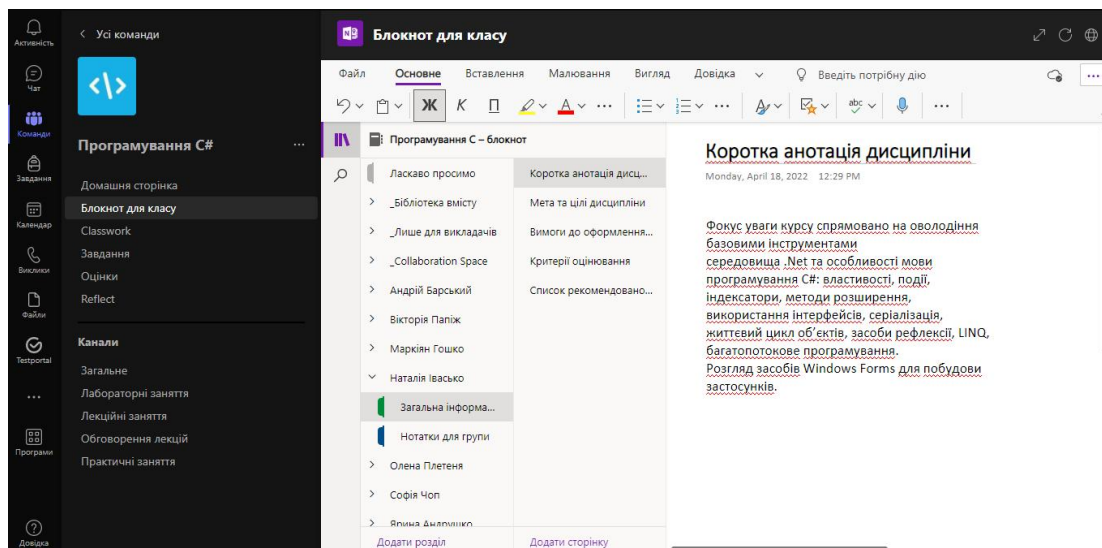 Активність
Чат
Команди
Завдання
Календар
Виклики
Файли
Testportal
Програми
Довідка
Усі команди
Програмування C#
Домашня сторінка
Блокнот для класу
Classwork
Завдання
Оцінки
Reflect
Канали
Загальне
Лабораторні заняття
Лекційні заняття
Обговорення лекцій
Практичні заняття
Блокнот для класу
Файл Основне Вставлення Малювання Вигляд Довідка Введіть потрібну дію
Ж К П A abc
Програмування C – блокнот
Ласкаво просимо
_Бібліотека вмісту
_Лише для викладачів
_Collaboration Space
Андрій Барський
Вікторія Папіж
Маркіян Гошко
Наталія Івасько
Загальна інформа...
Нотатки для групи
Олена Плетеня
Софія Чоп
Ярина Андрушко
Додати розділ
Коротка анотація дисц...
Мета та цілі дисципліни
Вимоги до оформлення...
Критерії оцінювання
Список рекомендовано...
Додати сторінку
Коротка анотація дисципліни
Monday, April 18, 2022 12:29 PM
Фокус уваги курсу спрямовано на оволодіння
базовими інструментами
середовища .Net та особливості мови
програмування C#: властивості, події,
індексатори, методи розширення,
використання інтерфейсів, серіалізація,
життєвий цикл об’єктів, засоби рефлексії, LINQ,
багатопотокове програмування.
Розгляд засобів Windows Forms для побудови
застосунків.